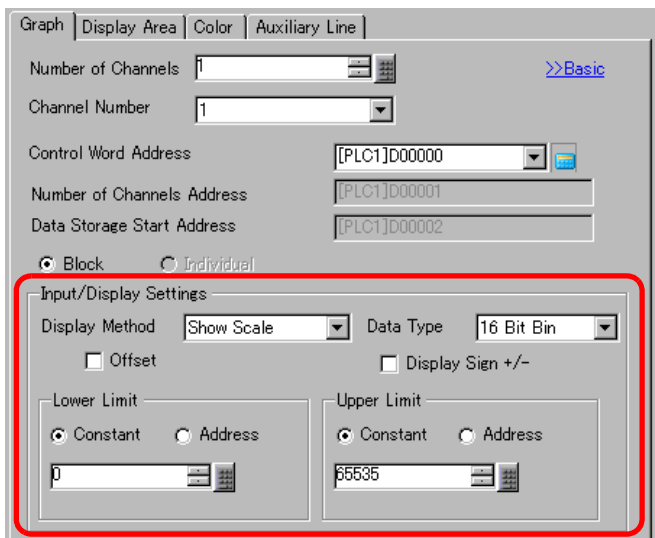 Graph Display Area Color Auxiliary Line
Number of Channels 1 >>Basic
Channel Number 1
Control Word Address [PLC1]D00000
Number of Channels Address [PLC1]D00001
Data Storage Start Address [PLC1]D00002
Block Individual
Input/Display Settings
Display Method Show Scale Data Type 16 Bit Bin
Offset Display Sign +/-
Lower Limit Upper Limit
Constant Address Constant Address
0 65535